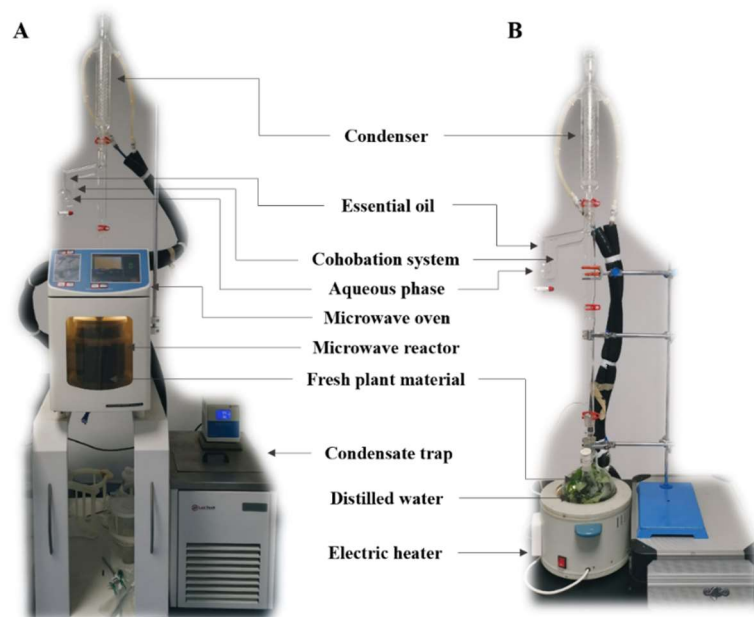 A
B
Condenser
Essential oil
Cohobation system
Aqueous phase
Microwave oven
Microwave reactor
Fresh plant material
Condensate trap
Distilled water
Electric heater